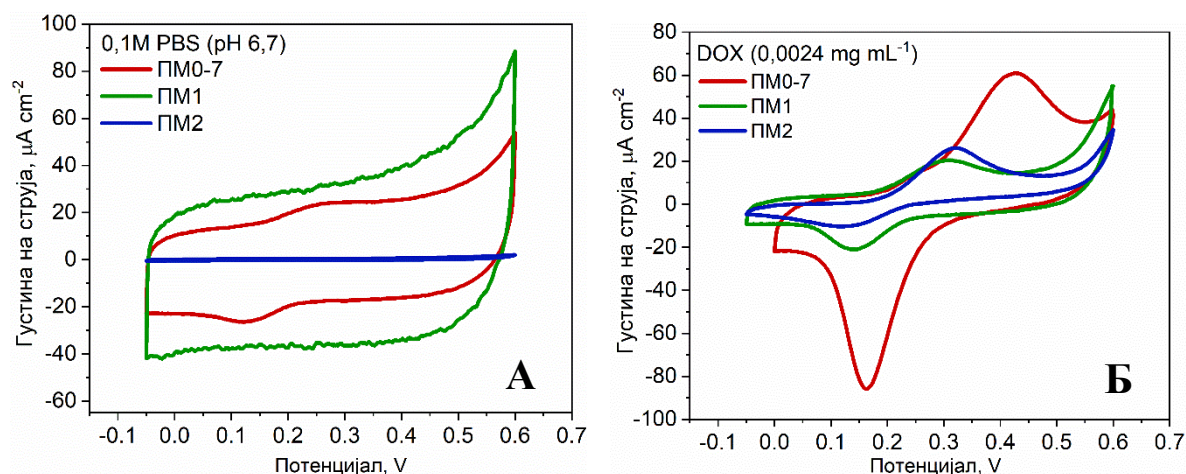 0,1M PBS (pH 6,7)
ПМ0-7
ПМ1
ПМ2
100
80
60
40
20
0
-20
-40
-60
-0.1 0.0 0.1 0.2 0.3 0.4 0.5 0.6 0.7
Густина на струја, µA cm-2
Потенцијал, V
А
DOX (0,0024 mg mL-1)
ПМ0-7
ПМ1
ПМ2
80
60
40
20
0
-20
-40
-60
-80
-100
-0.1 0.0 0.1 0.2 0.3 0.4 0.5 0.6 0.7
Густина на струја, µA cm-2
Потенцијал, V
Б